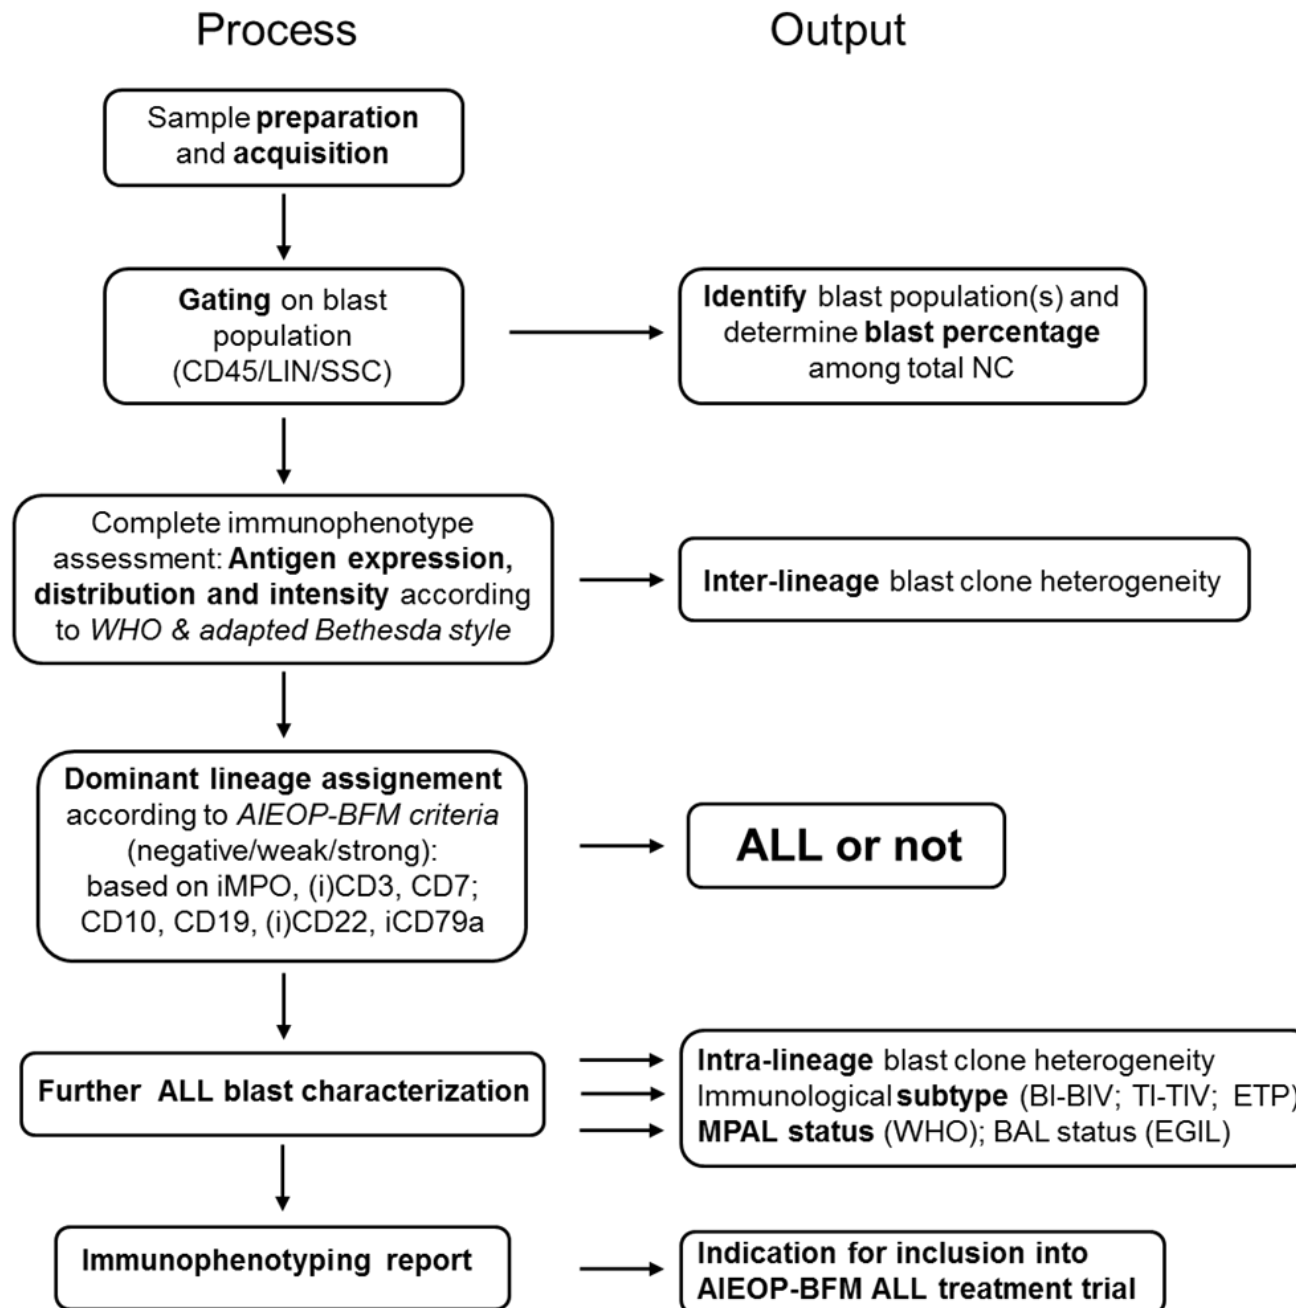 Process
Output
Sample preparation
and acquisition
Gating on blast
population
(CD45/LIN/SSC)
Identify blast population(s) and
determine blast percentage
among total NC
Complete immunophenotype
assessment: Antigen expression,
distribution and intensity according
to WHO & adapted Bethesda style
Inter-lineage blast clone heterogeneity
Dominant lineage assignement
according to AIEOP-BFM criteria
(negative/weak/strong):
based on iMPO, (i)CD3, CD7;
CD10, CD19, (i)CD22, iCD79a
ALL or not
Further ALL blast characterization
Intra-lineage blast clone heterogeneity
Immunological subtype (BI-BIV; TI-TIV; ETP)
MPAL status (WHO); BAL status (EGIL)
Immunophenotyping report
Indication for inclusion into
AIEOP-BFM ALL treatment trial